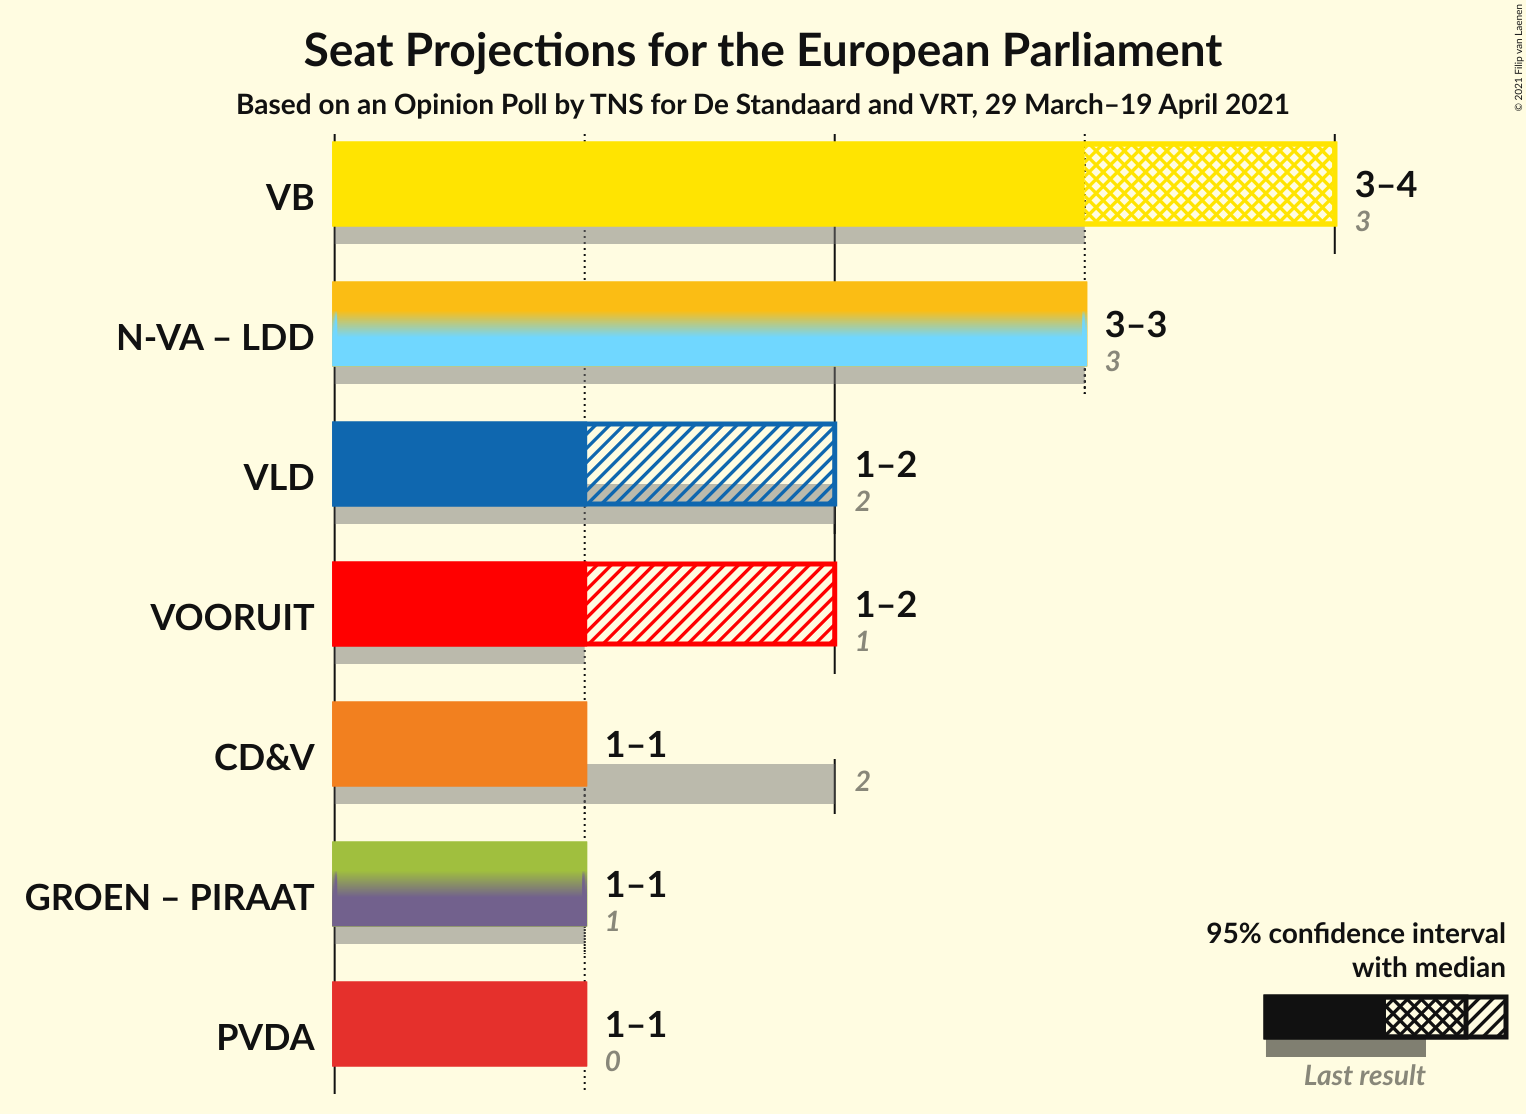 Seat Projections for the European Parliament
Based on an Opinion Poll by TNS for De Standaard and VRT, 29 March–19 April 2021
© 2021 Filip van Laenen
VB
3–4
3
N-VA – LDD
3–3
3
VLD
1–2
2
VOORUIT
1–2
1
CD&V
1–1
2
GROEN – PIRAAT
1–1
1
PVDA
1–1
0
95% confidence interval
with median
Last result